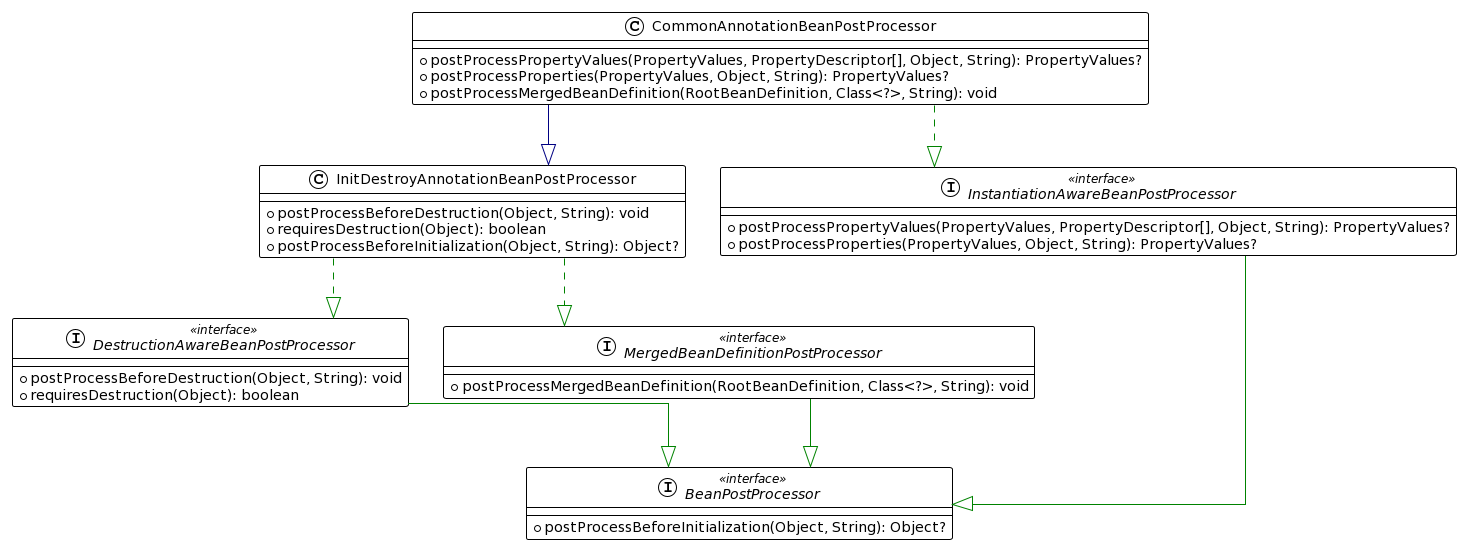 C CommonAnnotationBeanPostProcessor
postProcessPropertyValues(PropertyValues, PropertyDescriptor[], Object, String): PropertyValues?
postProcessProperties(PropertyValues, Object, String): PropertyValues?
postProcessMergedBeanDefinition(RootBeanDefinition, Class<?>, String): void
C InitDestroyAnnotationBeanPostProcessor
postProcessBeforeDestruction(Object, String): void
requiresDestruction(Object): boolean
postProcessBeforeInitialization(Object, String): Object?
«interface»
I InstantiationAwareBeanPostProcessor
postProcessPropertyValues(PropertyValues, PropertyDescriptor[], Object, String): PropertyValues?
postProcessProperties(PropertyValues, Object, String): PropertyValues?
«interface»
I DestructionAwareBeanPostProcessor
postProcessBeforeDestruction(Object, String): void
requiresDestruction(Object): boolean
«interface»
I MergedBeanDefinitionPostProcessor
postProcessMergedBeanDefinition(RootBeanDefinition, Class<?>, String): void
«interface»
I BeanPostProcessor
postProcessBeforeInitialization(Object, String): Object?